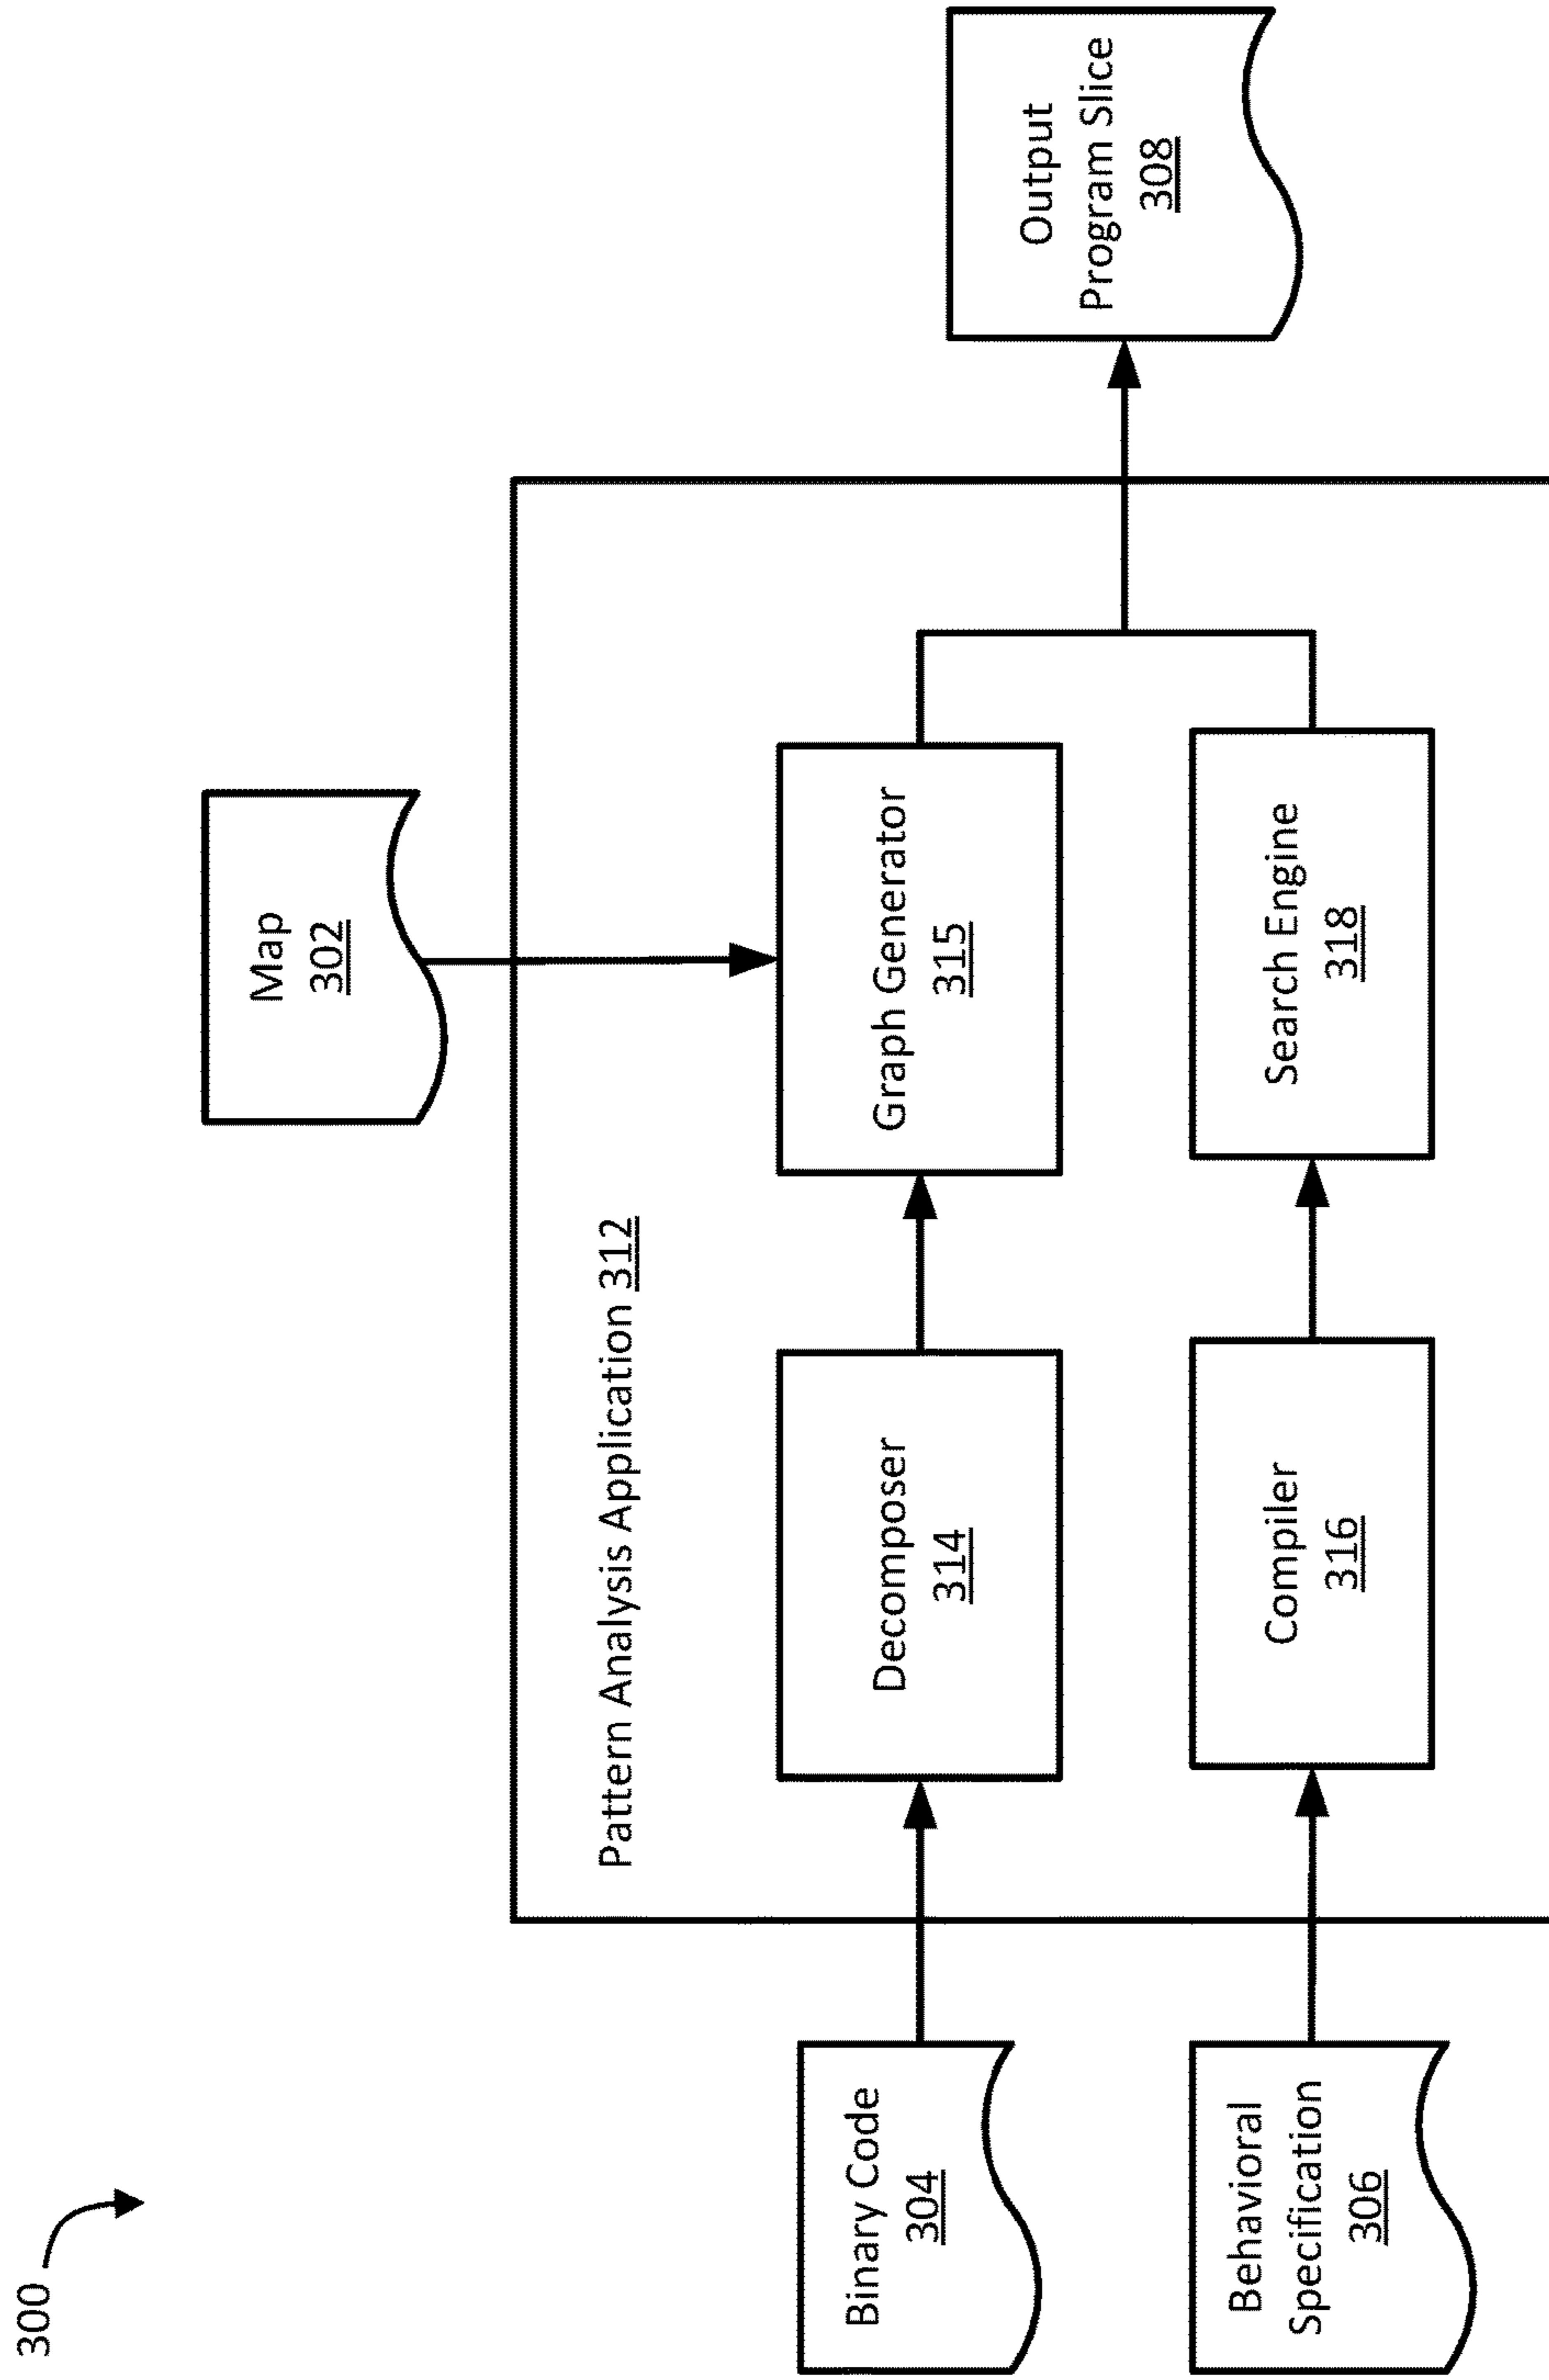 300
Map
302
Pattern Analysis Application 312
Binary Code
304
Decomposer
314
Graph Generator
315
Output
Program Slice
308
Behavioral
Specification
306
Compiler
316
Search Engine
318